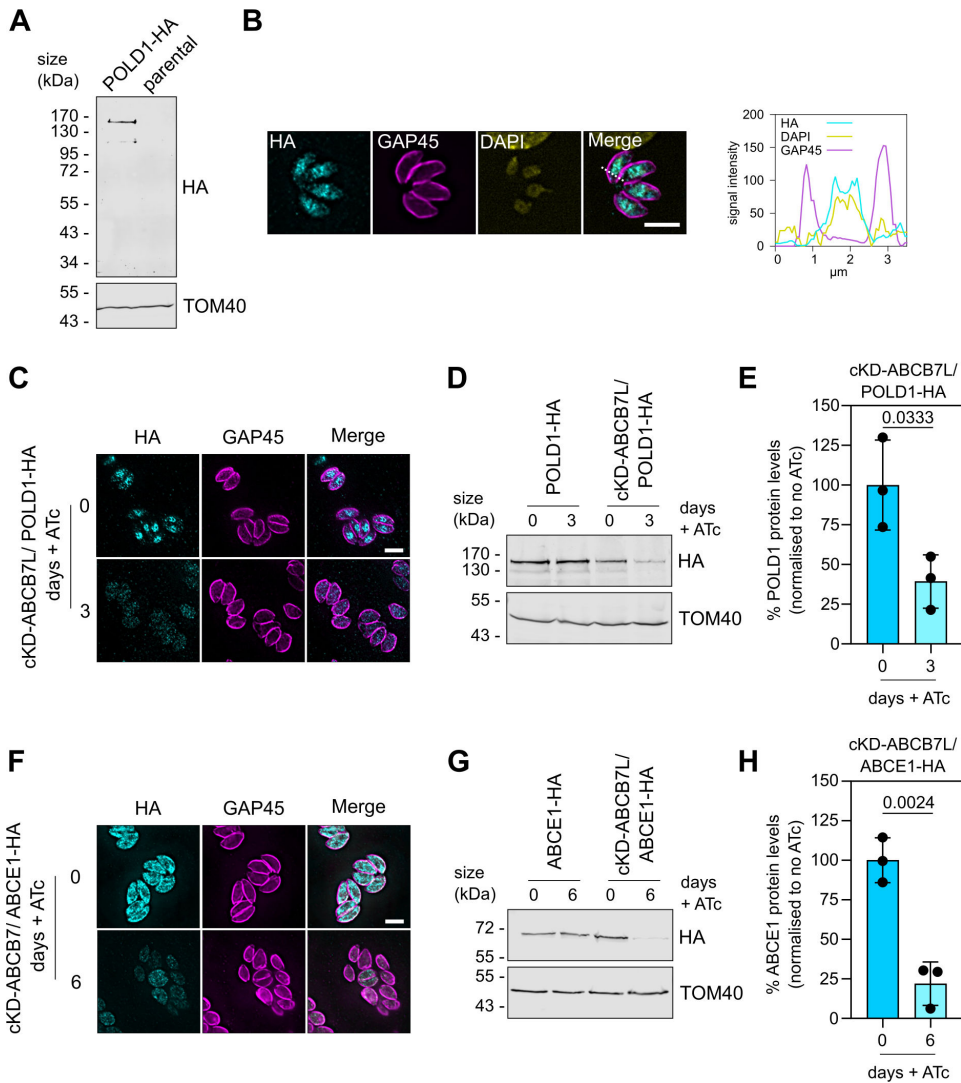 A
size
(kDa)
POLD1-HA
parental
170 -
130 -
95 -
72 -
55 -
43 -
34 -
HA
55 -
43 -
TOM40
B
HA
GAP45
DAPI
Merge
signal intensity
200
150
100
50
0
HA
DAPI
GAP45
0 1 2 3
µm
C
cKD-ABCB7L/ POLD1-HA
days + ATc
HA GAP45 Merge
0
3
D
POLD1-HA
cKD-ABCB7L/
POLD1-HA
size
(kDa)
0 3 0 3
days
+ ATc
170 -
130 -
HA
55 -
43 -
TOM40
E
cKD-ABCB7L/
POLD1-HA
% POLD1 protein levels
(normalised to no ATc)
150
125
100
75
50
25
0
0.0333
0 3
days + ATc
F
cKD-ABCB7/ ABCE1-HA
days + ATc
HA GAP45 Merge
0
6
G
ABCE1-HA
cKD-ABCB7L/
ABCE1-HA
size
(kDa)
0 6 0 6
days
+ ATc
72 -
55 -
HA
55 -
43 -
TOM40
H
cKD-ABCB7L/
ABCE1-HA
% ABCE1 protein levels
(normalised to no ATc)
150
125
100
75
50
25
0
0.0024
0 6
days + ATc